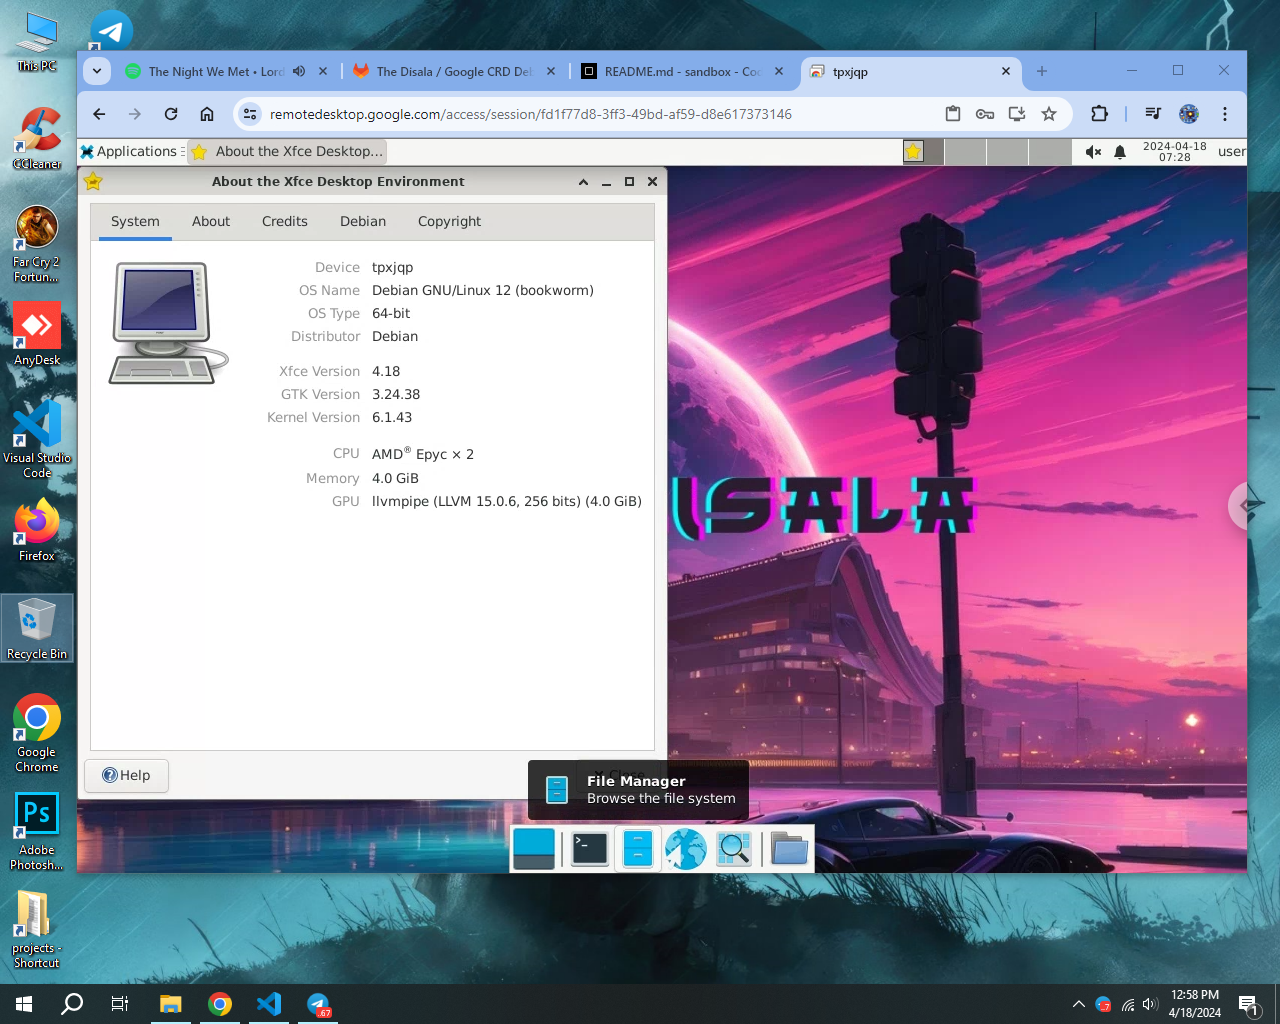 This PC
CCleaner
Far Cry 2
Fortun...
AnyDesk
Visual Studio
Code
Firefox
Recycle Bin
Google
Chrome
Ps
Adobe
Photosh...
projects -
Shortcut
The Night We Met • Lord
The Disala / Google CRD Deb
README.md - sandbox - Cod
tpxjqp
remotedesktop.google.com/access/session/fd1f77d8-3ff3-49bd-af59-d8e617373146
Applications
About the Xfce Desktop...
2024-04-18
07:28
user
About the Xfce Desktop Environment
System About Credits Debian Copyright
Device tpxjqp
OS Name Debian GNU/Linux 12 (bookworm)
OS Type 64-bit
Distributor Debian
Xfce Version 4.18
GTK Version 3.24.38
Kernel Version 6.1.43
CPU AMD® Epyc × 2
Memory 4.0 GiB
GPU llvmpipe (LLVM 15.0.6, 256 bits) (4.0 GiB)
Help
ISALA
File Manager
Browse the file system
.67
12:58 PM
4/18/2024
1